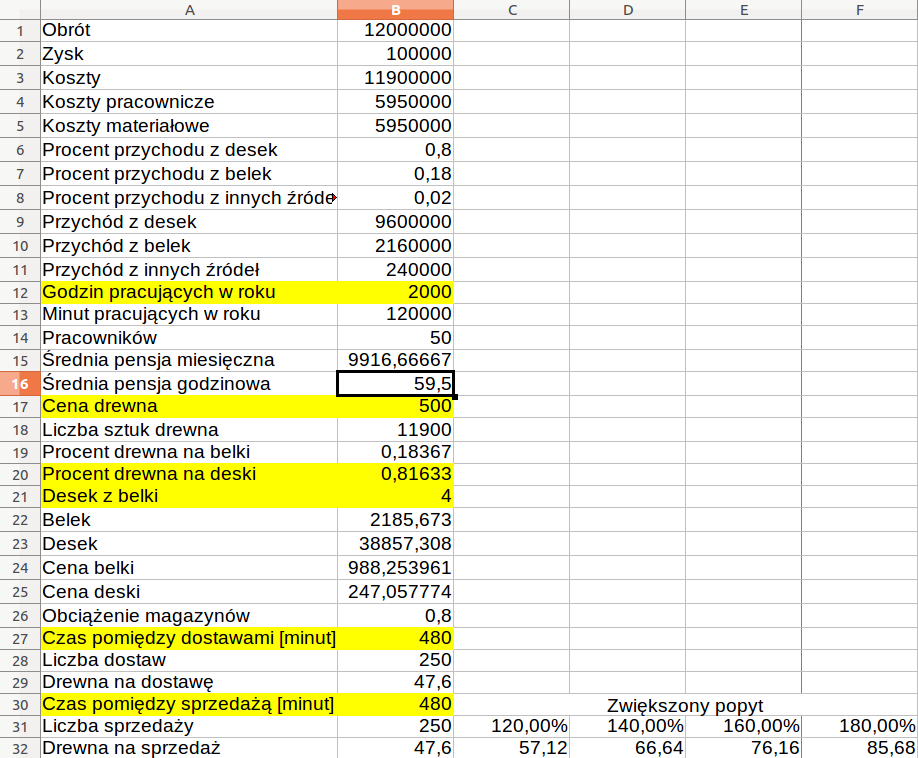 A B C D E F
1 Obrót 12000000
2 Zysk 100000
3 Koszty 11900000
4 Koszty pracownicze 5950000
5 Koszty materiałowe 5950000
6 Procent przychodu z desek 0,8
7 Procent przychodu z belek 0,18
8 Procent przychodu z innych źróde 0,02
9 Przychód z desek 9600000
10 Przychód z belek 2160000
11 Przychód z innych źródeł 240000
12 Godzin pracujących w roku 2000
13 Minut pracujących w roku 120000
14 Pracowników 50
15 Średnia pensja miesięczna 9916,66667
16 Średnia pensja godzinowa 59,5
17 Cena drewna 500
18 Liczba sztuk drewna 11900
19 Procent drewna na belki 0,18367
20 Procent drewna na deski 0,81633
21 Desek z belki 4
22 Belek 2185,673
23 Desek 38857,308
24 Cena belki 988,253961
25 Cena deski 247,057774
26 Obciążenie magazynów 0,8
27 Czas pomiędzy dostawami [minut] 480
28 Liczba dostaw 250
29 Drewna na dostawę 47,6
30 Czas pomiędzy sprzedażą [minut] 480 Zwiększony popyt
31 Liczba sprzedaży 250 120,00% 140,00% 160,00% 180,00%
32 Drewna na sprzedaż 47,6 57,12 66,64 76,16 85,68